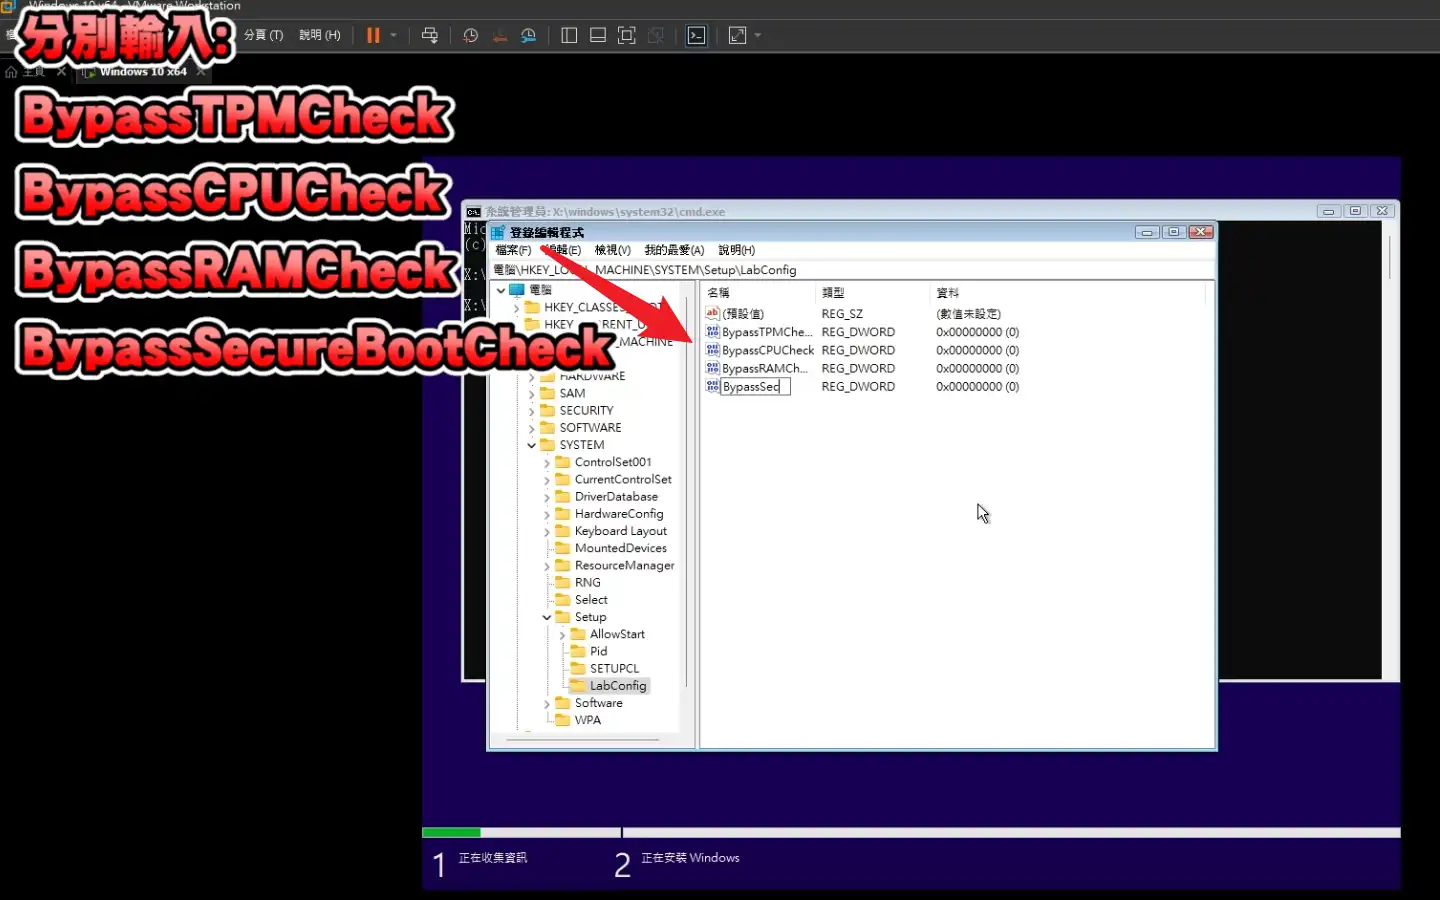 Windows 10 x64 - VMware Workstation
分別輸入:
分頁 (T) 說明 (H)
主頁 Windows 10 x64
BypassTPMCheck
BypassCPUCheck
BypassRAMCheck
BypassSecureBootCheck
系統管理員: X:\windows\system32\cmd.exe
Mic
(c)
X:\
X:\
登錄編輯程式
檔案(F) 編輯(E) 檢視(V) 我的最愛(A) 說明(H)
電腦\HKEY_LOCAL_MACHINE\SYSTEM\Setup\LabConfig
電腦
HKEY_CLASSES_ROOT
MACHINE
HARDWARE
SAM
SECURITY
SOFTWARE
SYSTEM
ControlSet001
CurrentControlSet
DriverDatabase
HardwareConfig
Keyboard Layout
MountedDevices
ResourceManager
RNG
Select
Setup
AllowStart
Pid
SETUPCL
LabConfig
Software
WPA
名稱 類型 資料
(預設值) REG_SZ (數值未設定)
BypassTPMChe... REG_DWORD 0x00000000 (0)
BypassCPUCheck REG_DWORD 0x00000000 (0)
BypassRAMCh... REG_DWORD 0x00000000 (0)
BypassSec REG_DWORD 0x00000000 (0)
1 正在收集資訊
2 正在安裝 Windows